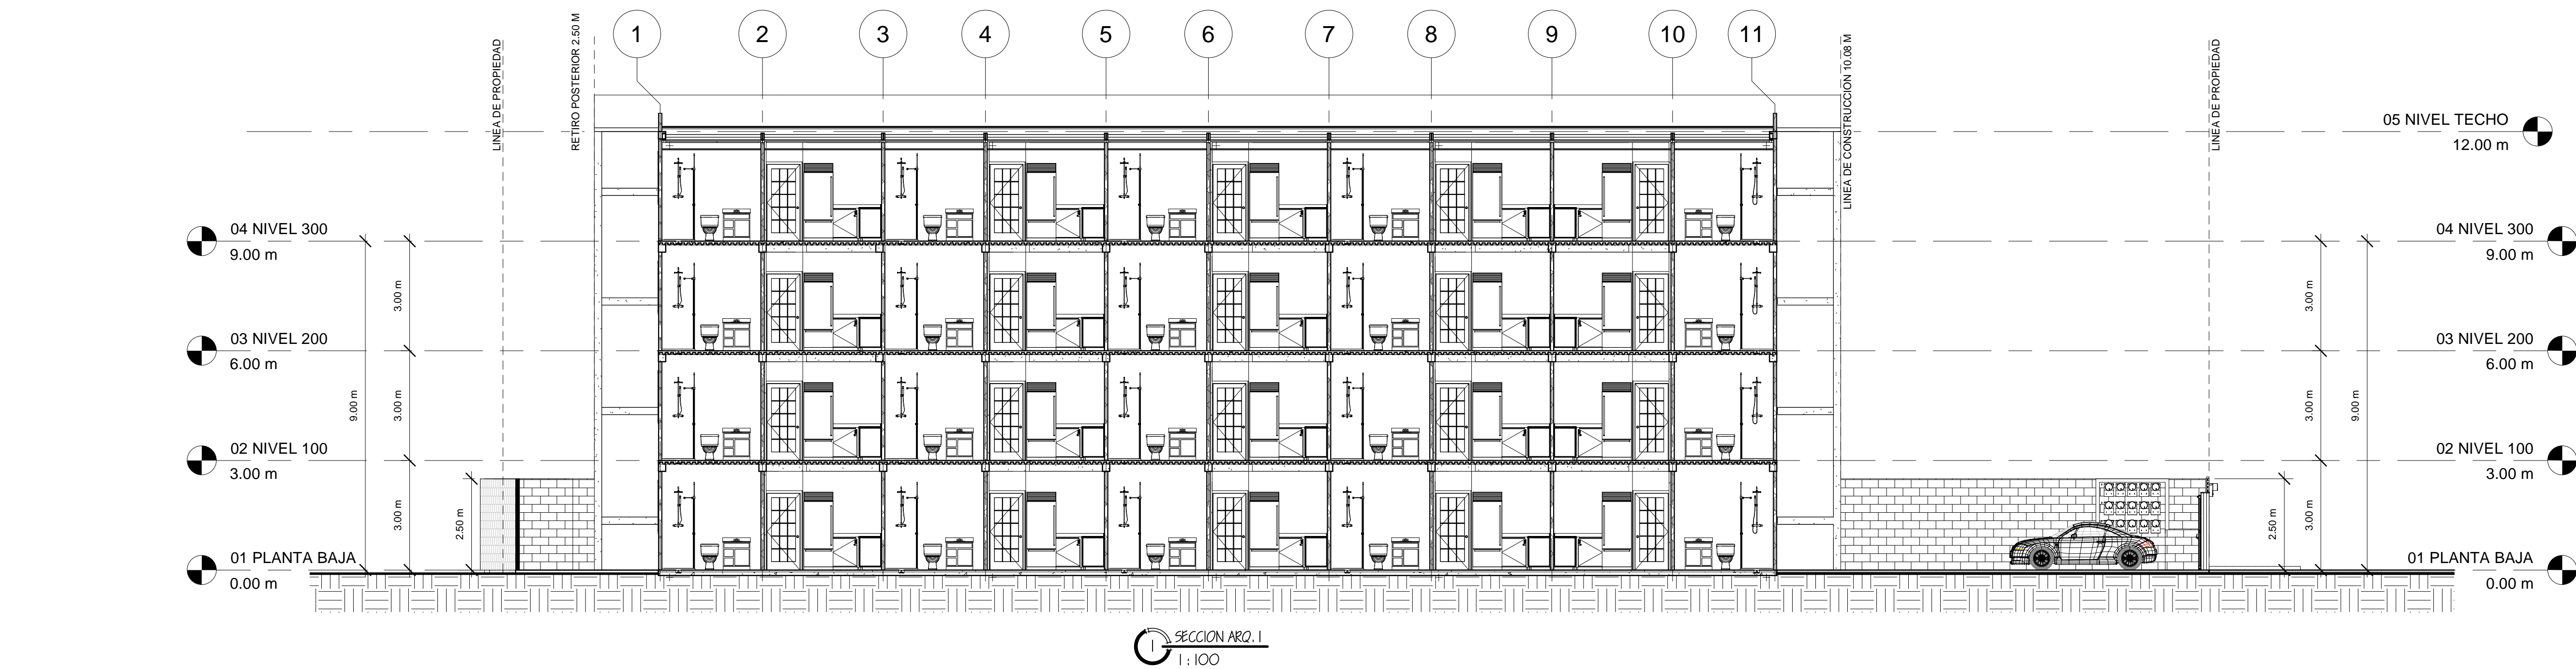 1
2
3
4
5
6
7
8
9
10
11
LINEA DE PROPIEDAD
RETIRO POSTERIOR 2.50 M
LINEA DE CONSTRUCCION 10.08 M
LINEA DE PROPIEDAD
05 NIVEL TECHO
12.00 m
04 NIVEL 300
9.00 m
04 NIVEL 300
9.00 m
3.00 m
3.00 m
03 NIVEL 200
6.00 m
03 NIVEL 200
6.00 m
9.00 m
3.00 m
3.00 m
9.00 m
02 NIVEL 100
3.00 m
02 NIVEL 100
3.00 m
3.00 m
2.50 m
2.50 m
3.00 m
01 PLANTA BAJA
0.00 m
01 PLANTA BAJA
0.00 m
1
SECCION ARQ. 1
1 : 100